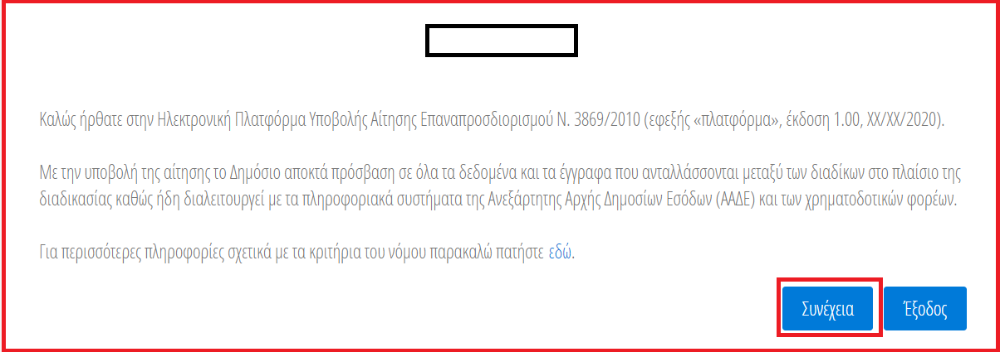 Καλώς ήρθατε στην Ηλεκτρονική Πλατφόρμα Υποβολής Αίτησης Επαναπροσδιορισμού Ν. 3869/2010 (εφεξής «πλατφόρμα», έκδοση 1.00, ΧΧ/ΧΧ/2020).
Με την υποβολή της αίτησης το Δημόσιο αποκτά πρόσβαση σε όλα τα δεδομένα και τα έγγραφα που ανταλλάσσονται μεταξύ των διαδίκων στο πλαίσιο της
διαδικασίας καθώς ήδη διαλειτουργεί με τα πληροφοριακά συστήματα της Ανεξάρτητης Αρχής Δημοσίων Εσόδων (ΑΑΔΕ) και των χρηματοδοτικών φορέων.
Για περισσότερες πληροφορίες σχετικά με τα κριτήρια του νόμου παρακαλώ πατήστε εδώ.
Συνέχεια Έξοδος